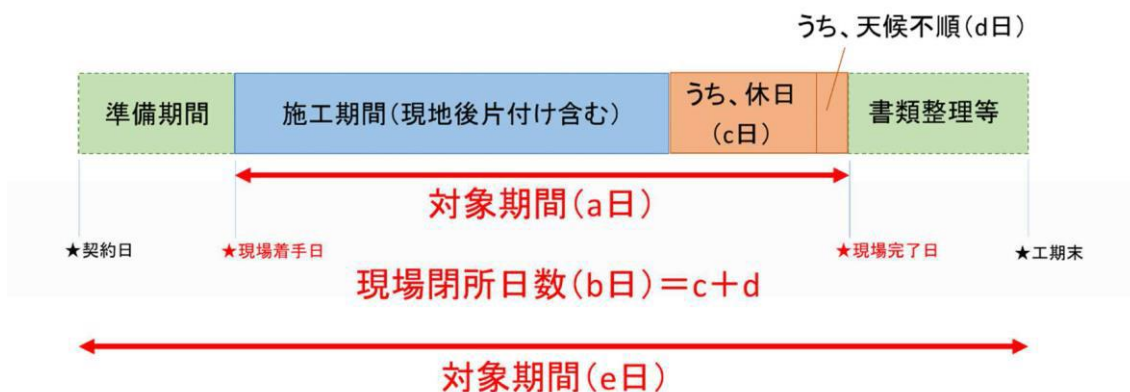 うち、天候不順(d日)
準備期間
施工期間(現地後片付け含む)
うち、休日
(c日)
書類整理等
対象期間(a日)
★契約日
★現場着手日
★現場完了日
★工期末
現場閉所日数(b日)=c+d
対象期間(e日)